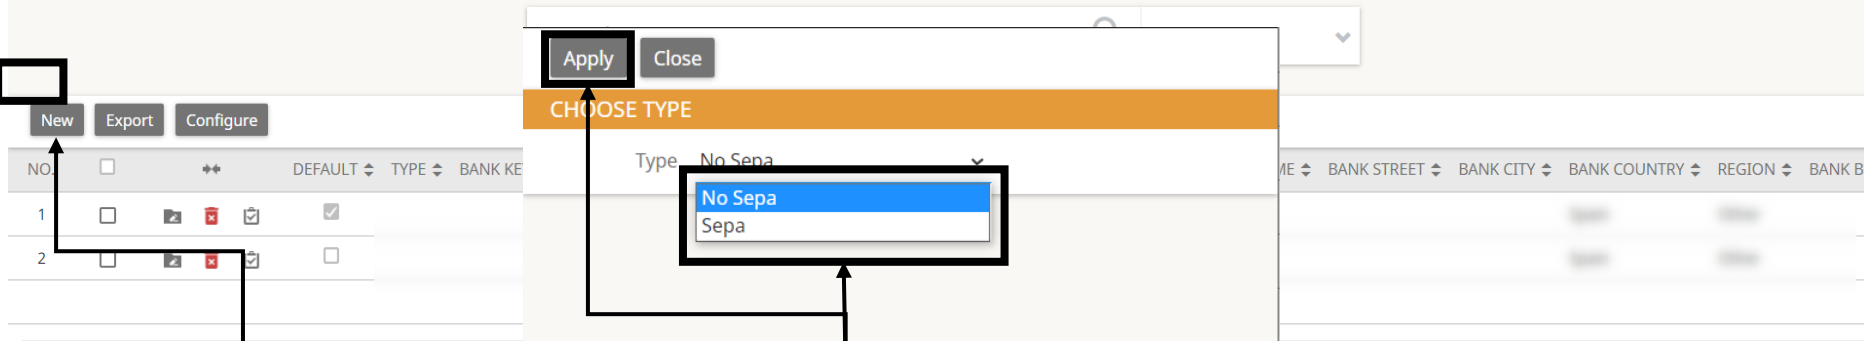 Apply Close
CHOOSE TYPE
New Export Configure
Type No Sepa
NO. DEFAULT TYPE BANK KE ME BANK STREET BANK CITY BANK COUNTRY REGION BANK B
No Sepa
1
Sepa
2